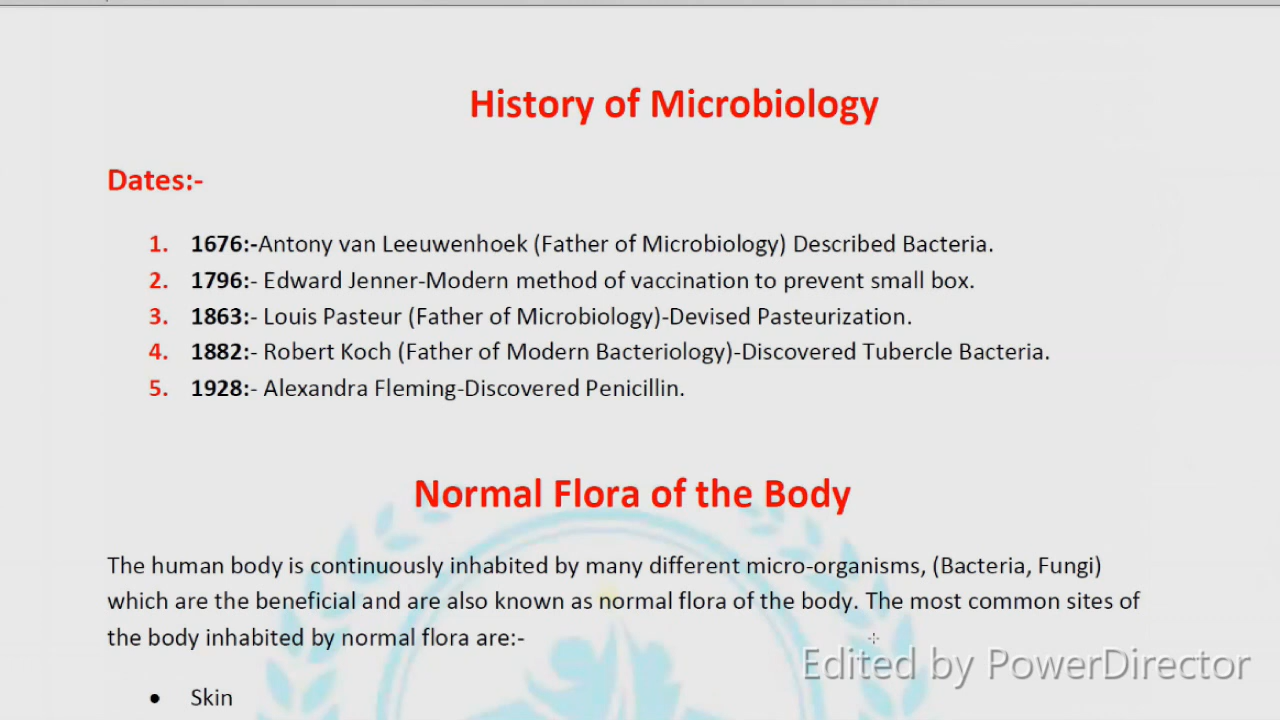 History of Microbiology
Dates:-
1. 1676:-Antony van Leeuwenhoek (Father of Microbiology) Described Bacteria.
2. 1796:- Edward Jenner-Modern method of vaccination to prevent small box.
3. 1863:- Louis Pasteur (Father of Microbiology)-Devised Pasteurization.
4. 1882:- Robert Koch (Father of Modern Bacteriology)-Discovered Tubercle Bacteria.
5. 1928:- Alexandra Fleming-Discovered Penicillin.
Normal Flora of the Body
The human body is continuously inhabited by many different micro-organisms, (Bacteria, Fungi)
which are the beneficial and are also known as normal flora of the body. The most common sites of
the body inhabited by normal flora are:-
Edited by PowerDirector
• Skin